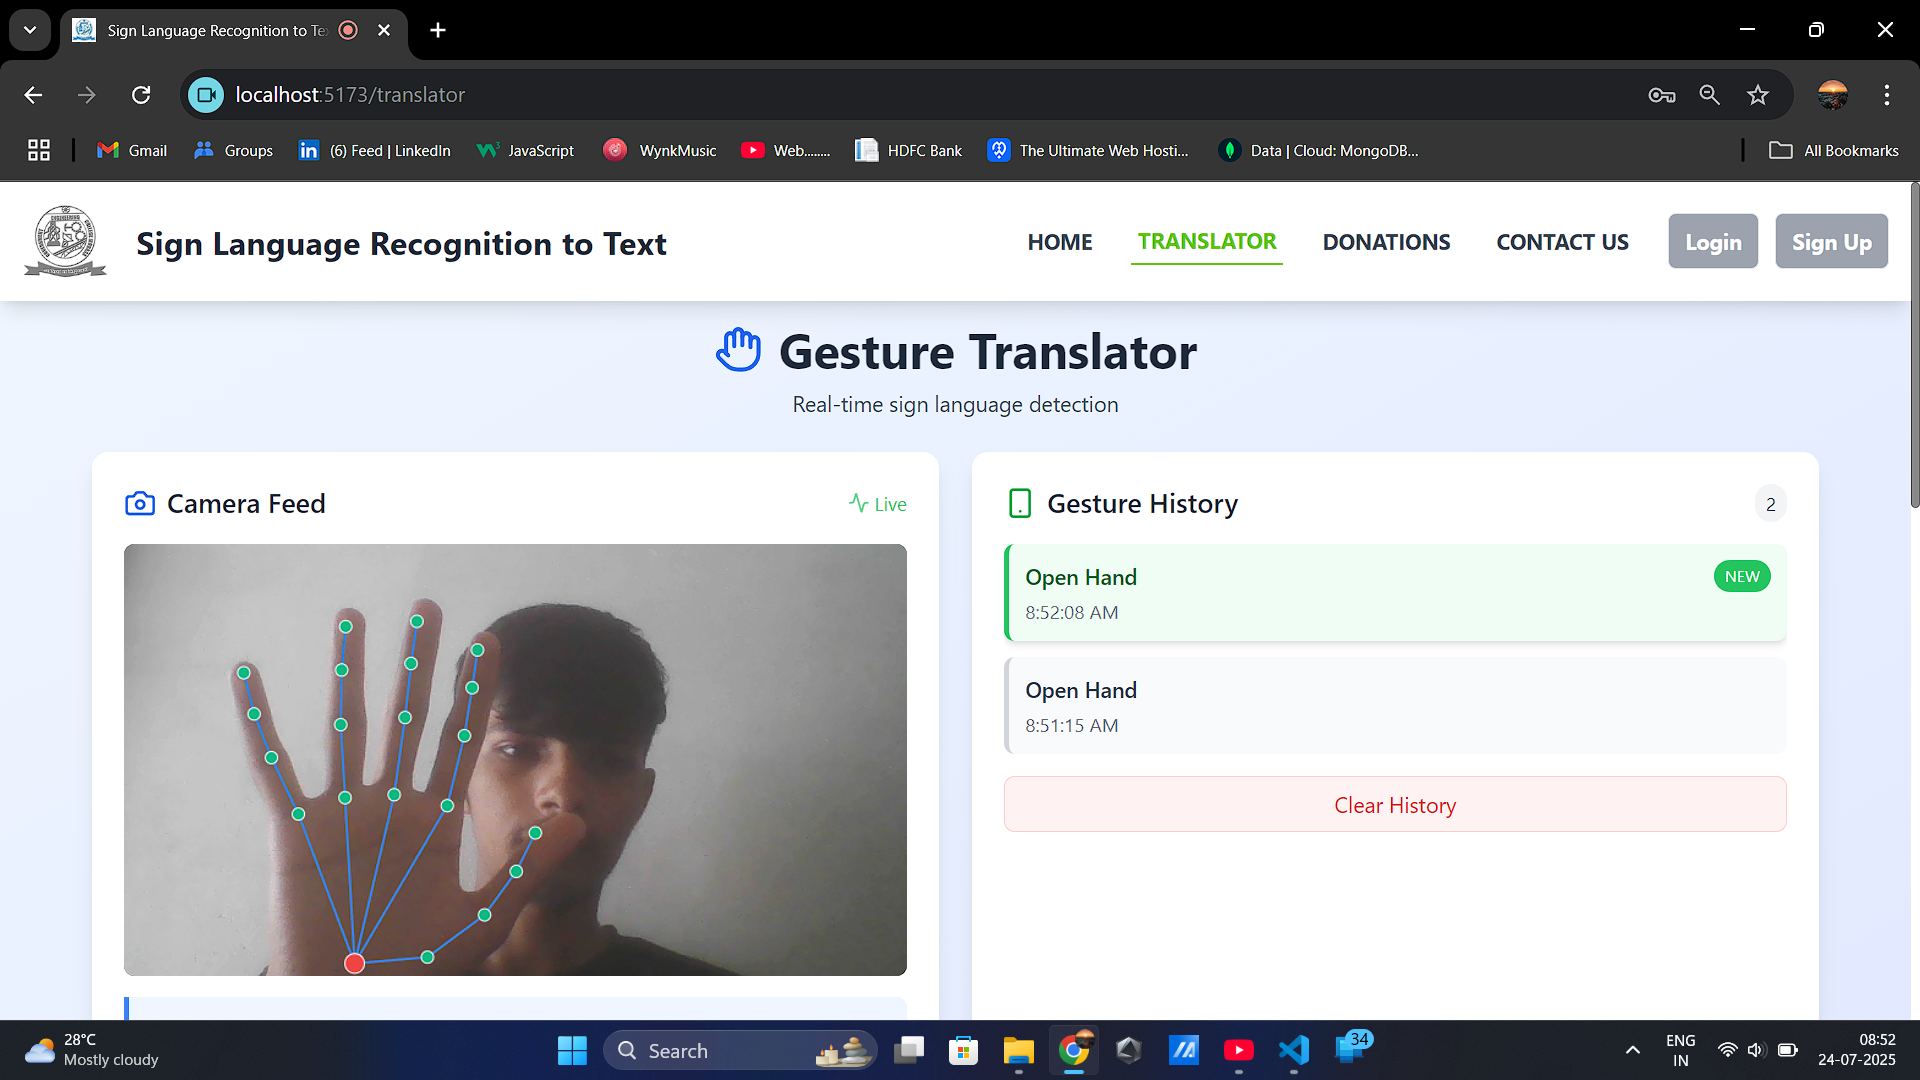 Sign Language Recognition to Te
localhost:5173/translator
Gmail
Groups
(6) Feed | LinkedIn
JavaScript
WynkMusic
Web........
HDFC Bank
The Ultimate Web Hosti...
Data | Cloud: MongoDB...
All Bookmarks
Sign Language Recognition to Text
HOME
TRANSLATOR
DONATIONS
CONTACT US
Login
Sign Up
Gesture Translator
Real-time sign language detection
Camera Feed
Live
Gesture History
2
Open Hand
NEW
8:52:08 AM
Open Hand
8:51:15 AM
Clear History
28°C
Mostly cloudy
Search
34
ENG
IN
08:52
24-07-2025